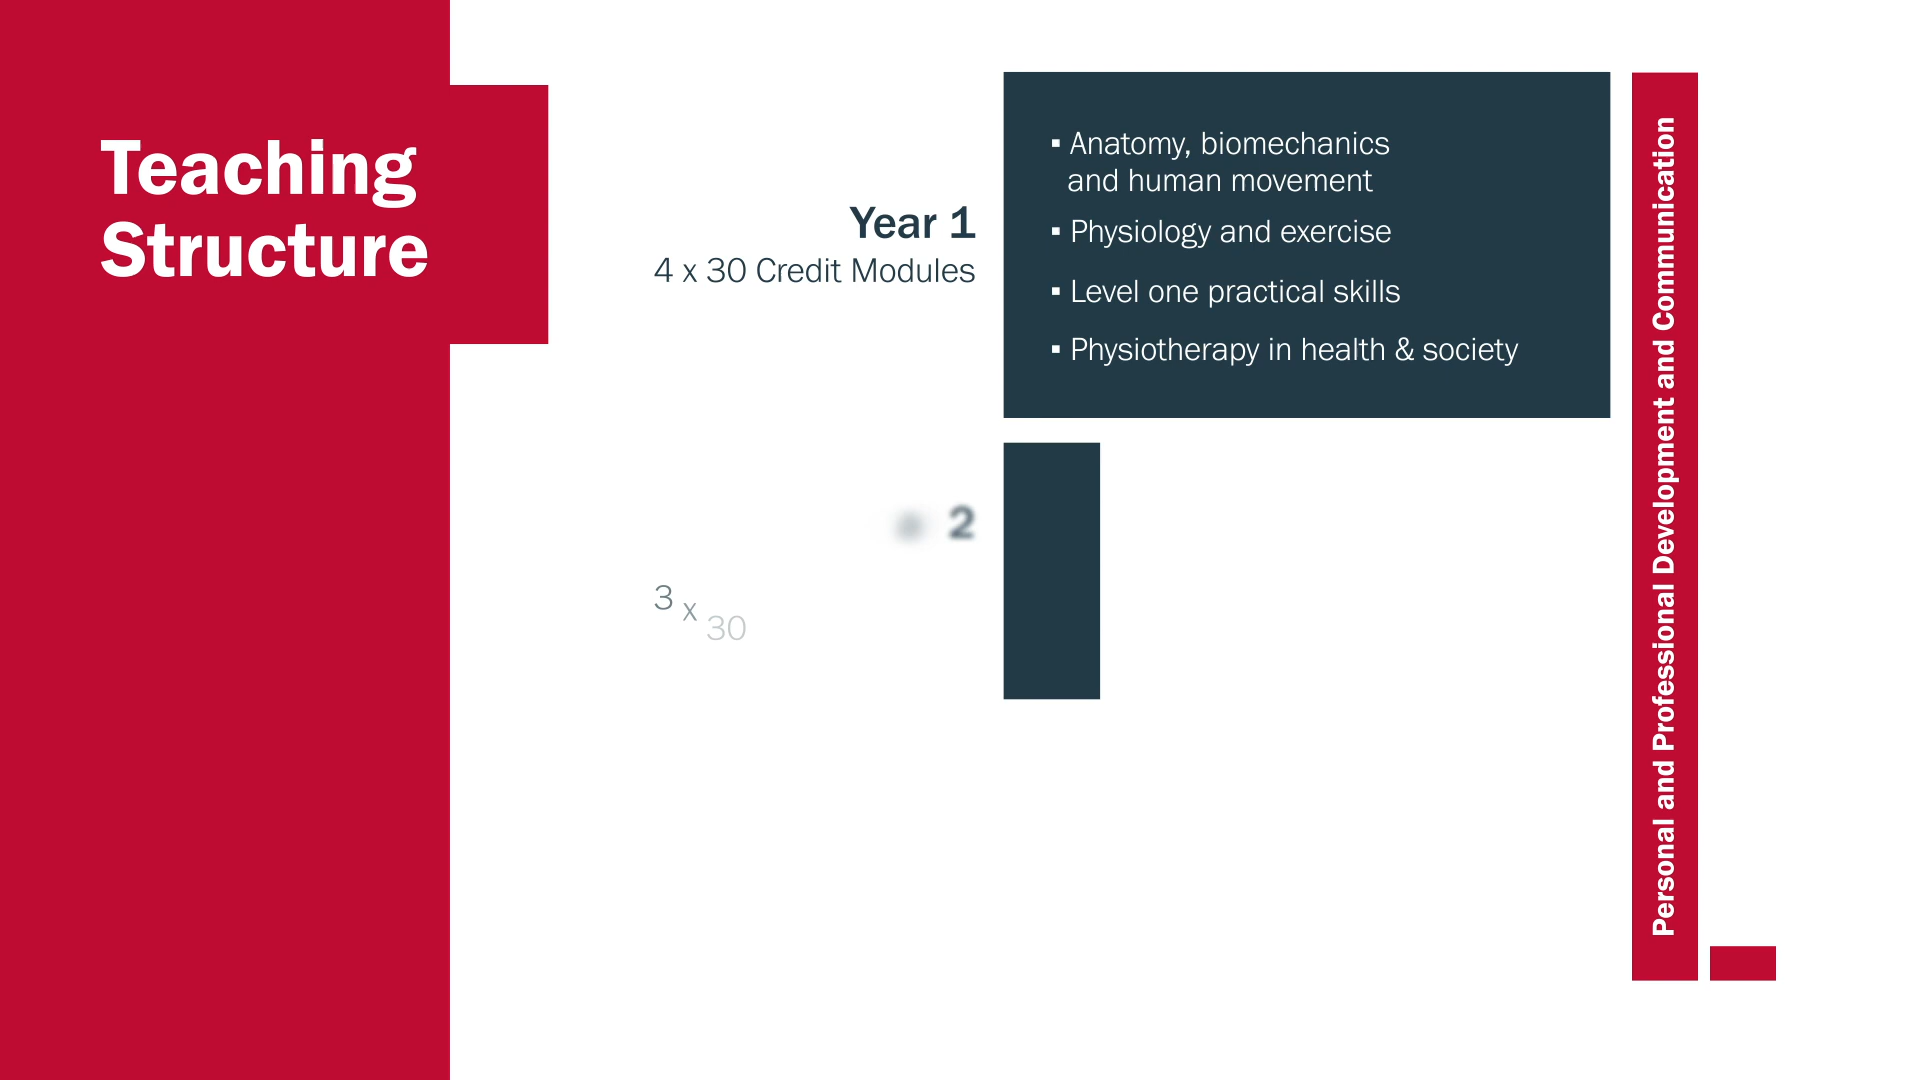 Teaching
Structure
Year 1
4 x 30 Credit Modules
▪ Anatomy, biomechanics
and human movement
▪ Physiology and exercise
▪ Level one practical skills
▪ Physiotherapy in health & society
2
3 x 30
Personal and Professional Development and Communication